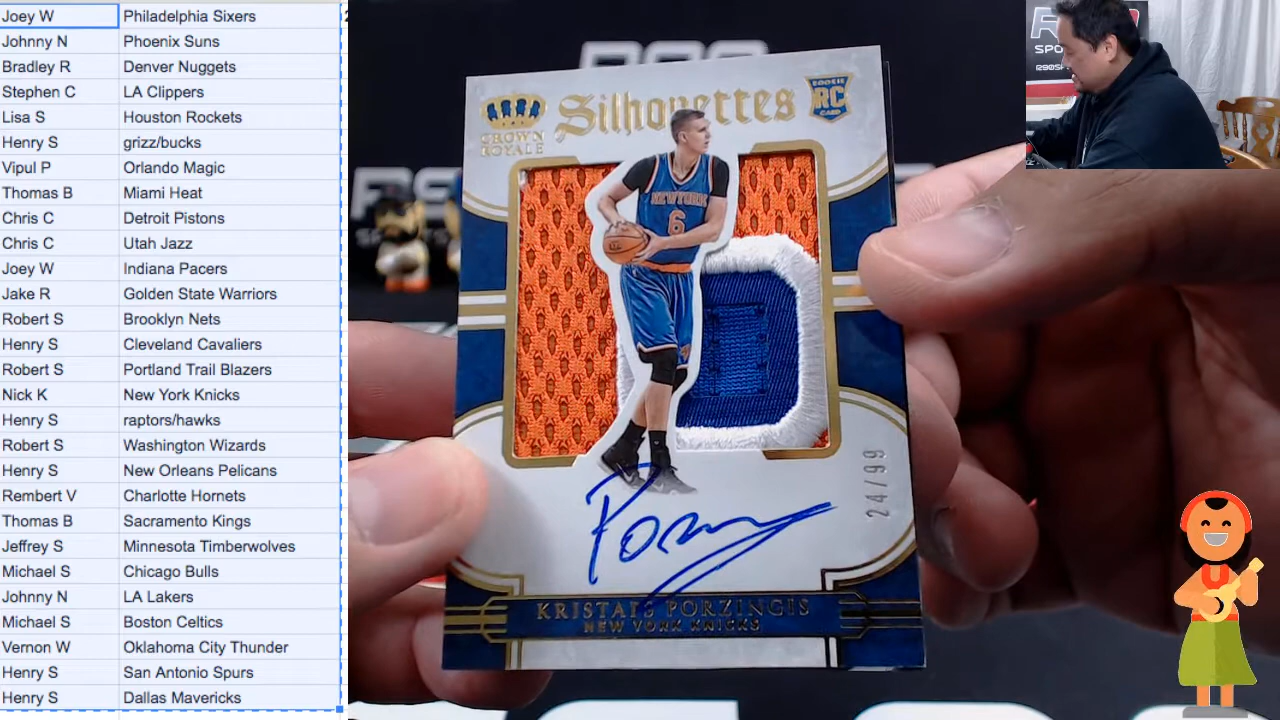 Joey W Philadelphia Sixers
Johnny N Phoenix Suns
Bradley R Denver Nuggets
Stephen C LA Clippers
Lisa S Houston Rockets
Henry S grizz/bucks
Vipul P Orlando Magic
Thomas B Miami Heat
Chris C Detroit Pistons
Chris C Utah Jazz
Joey W Indiana Pacers
Jake R Golden State Warriors
Robert S Brooklyn Nets
Henry S Cleveland Cavaliers
Robert S Portland Trail Blazers
Nick K New York Knicks
Henry S raptors/hawks
Robert S Washington Wizards
Henry S New Orleans Pelicans
Rembert V Charlotte Hornets
Thomas B Sacramento Kings
Jeffrey S Minnesota Timberwolves
Michael S Chicago Bulls
Johnny N LA Lakers
Michael S Boston Celtics
Vernon W Oklahoma City Thunder
Henry S San Antonio Spurs
Henry S Dallas Mavericks
CROWN
ROYALE
Silhouettes
ROOKIE
RC
CARD
NEW YORK
6
24/99
KRISTAPS PORZINGIS
NEW YORK KNICKS